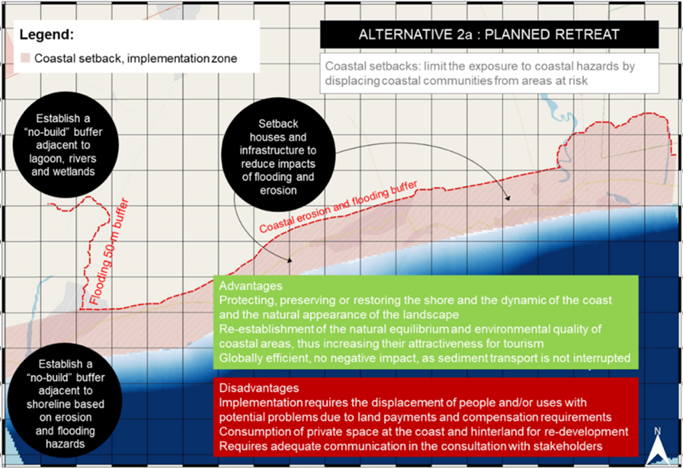 Legend:
Coastal setback, implementation zone
ALTERNATIVE 2a : PLANNED RETREAT
Coastal setbacks: limit the exposure to coastal hazards by
displacing coastal communities from areas at risk
Establish a
"no-build" buffer
adjacent to
lagoon, rivers
and wetlands
Setback
houses and
infrastructure to
reduce impacts
of flooding and
erosion
Coastal erosion and flooding buffer
Flooding 50-m buffer
Advantages
Protecting, preserving or restoring the shore and the dynamic of the coast
and the natural appearance of the landscape
Re-establishment of the natural equilibrium and environmental quality of
coastal areas, thus increasing their attractiveness for tourism
Globally efficient, no negative impact, as sediment transport is not interrupted
Establish a
"no-build" buffer
adjacent to
shoreline based
on erosion
and flooding
hazards
Disadvantages
Implementation requires the displacement of people and/or uses with
potential problems due to land payments and compensation requirements
Consumption of private space at the coast and hinterland for re-development
Requires adequate communication in the consultation with stakeholders
N